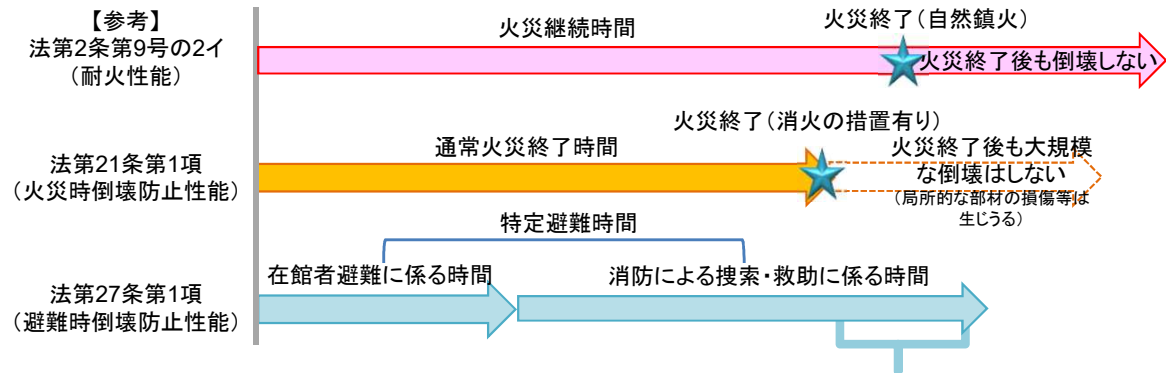 【参考】
法第2条第9号の2イ
（耐火性能）
火災継続時間
火災終了（自然鎮火）
火災終了後も倒壊しない
法第21条第1項
（火災時倒壊防止性能）
通常火災終了時間
火災終了（消火の措置有り）
火災終了後も大規模
な倒壊はしない
（局所的な部材の損傷等は
生じうる）
法第27条第1項
（避難時倒壊防止性能）
特定避難時間
在館者避難に係る時間
消防による捜索・救助に係る時間